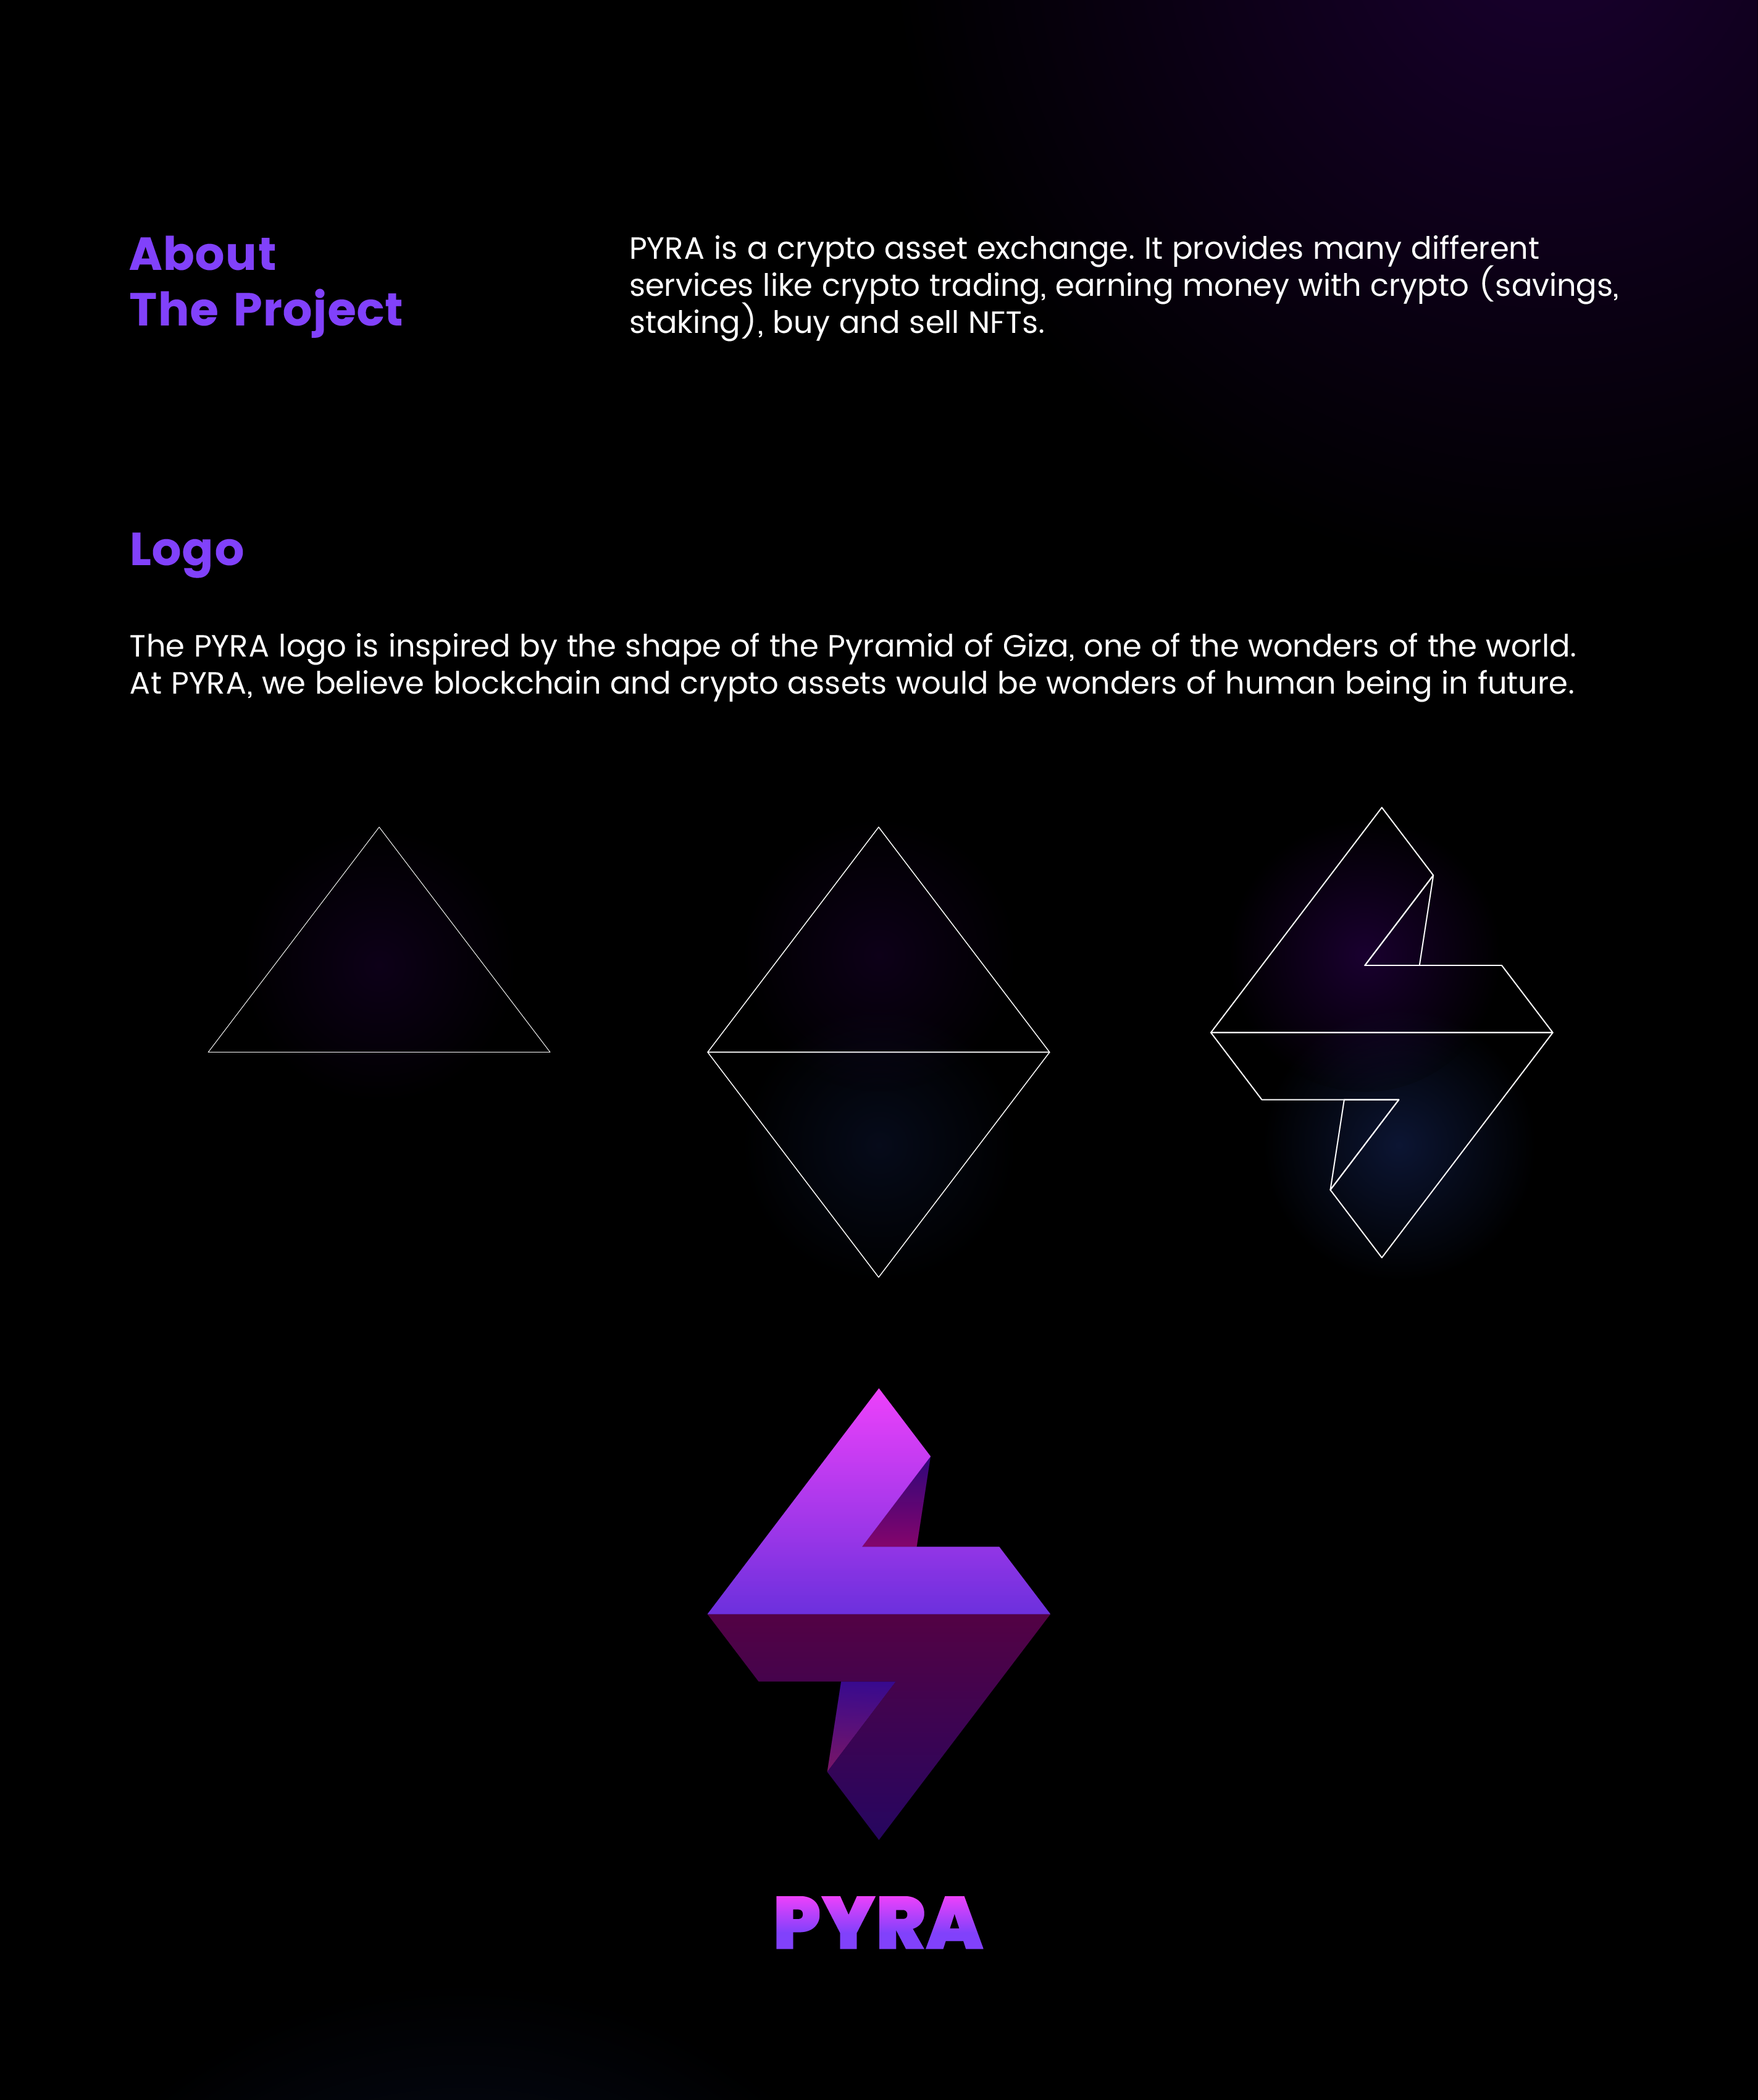 About
The Project
PYRA is a crypto asset exchange. It provides many different
services like crypto trading, earning money with crypto (savings,
staking), buy and sell NFTs.
Logo
The PYRA logo is inspired by the shape of the Pyramid of Giza, one of the wonders of the world.
At PYRA, we believe blockchain and crypto assets would be wonders of human being in future.
PYRA